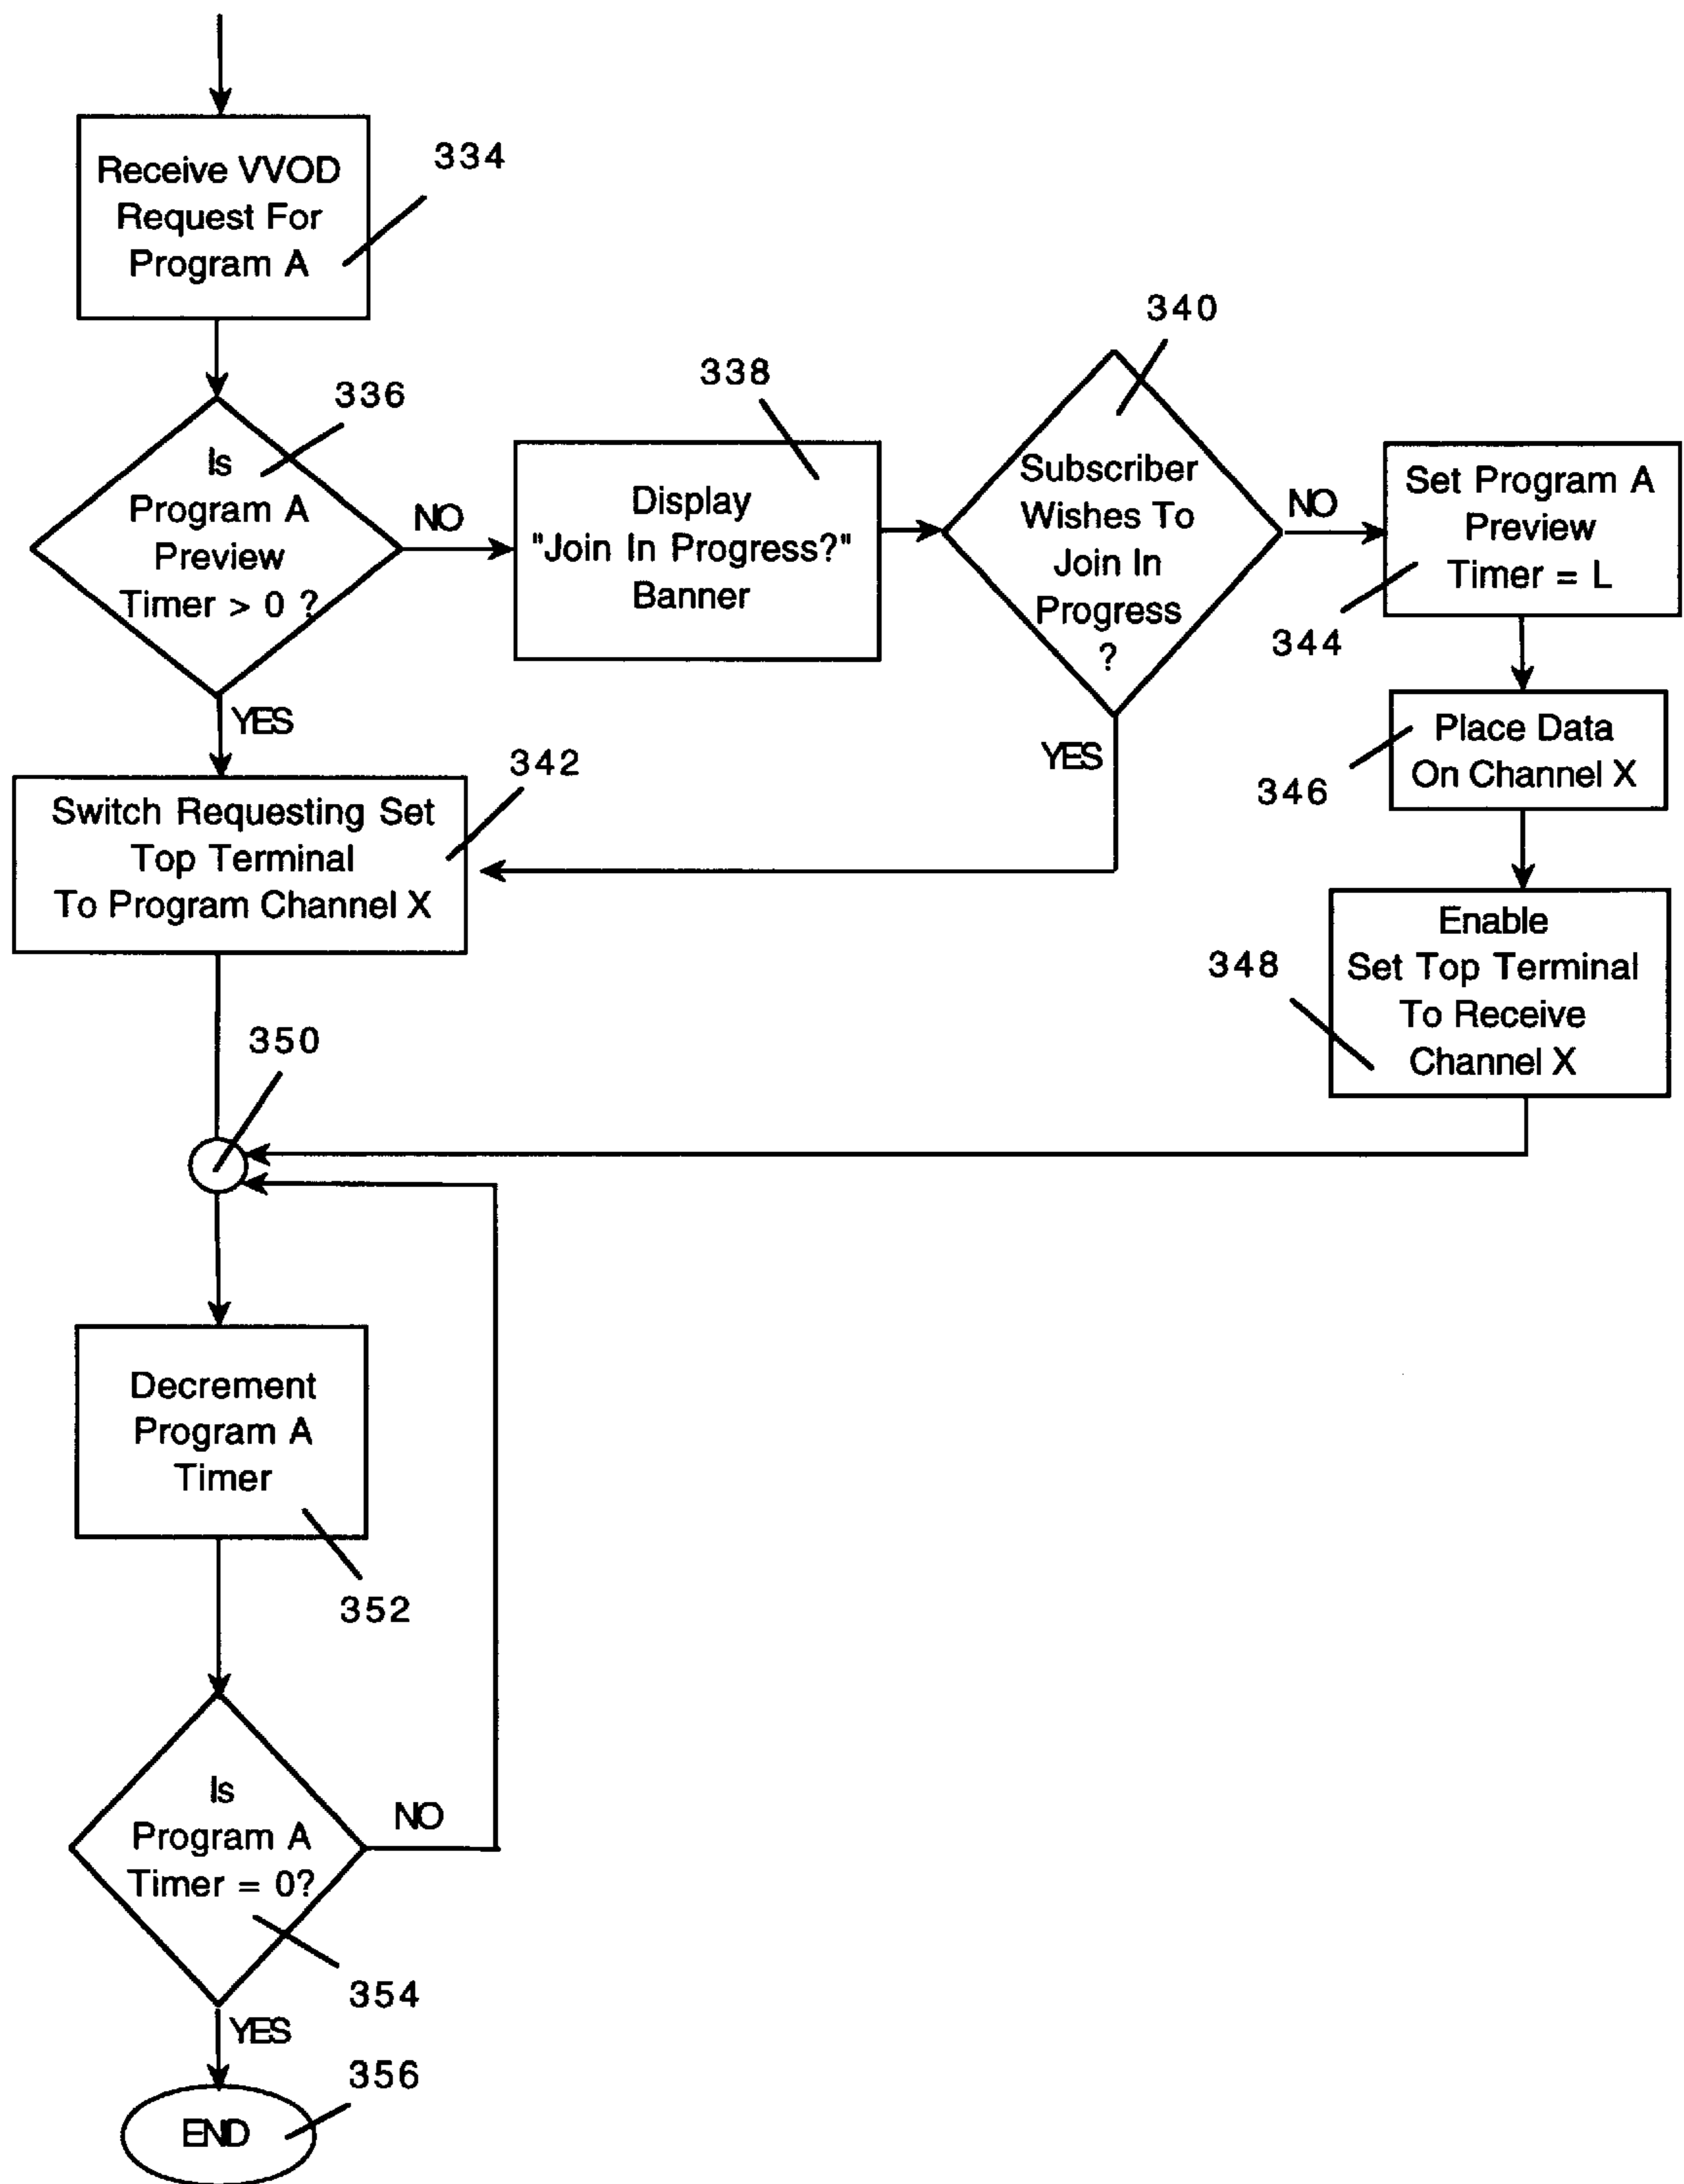 Receive VVOD
Request For
Program A
334
336
Is
Program A
Preview
Timer > 0 ?
NO
YES
338
Display
"Join In Progress?"
Banner
340
Subscriber
Wishes To
Join In
Progress
?
NO
YES
Set Program A
Preview
Timer = L
344
Place Data
On Channel X
346
Enable
Set Top Terminal
To Receive
Channel X
348
342
Switch Requesting Set
Top Terminal
To Program Channel X
350
Decrement
Program A
Timer
352
Is
Program A
Timer = 0?
NO
354
YES
356
END